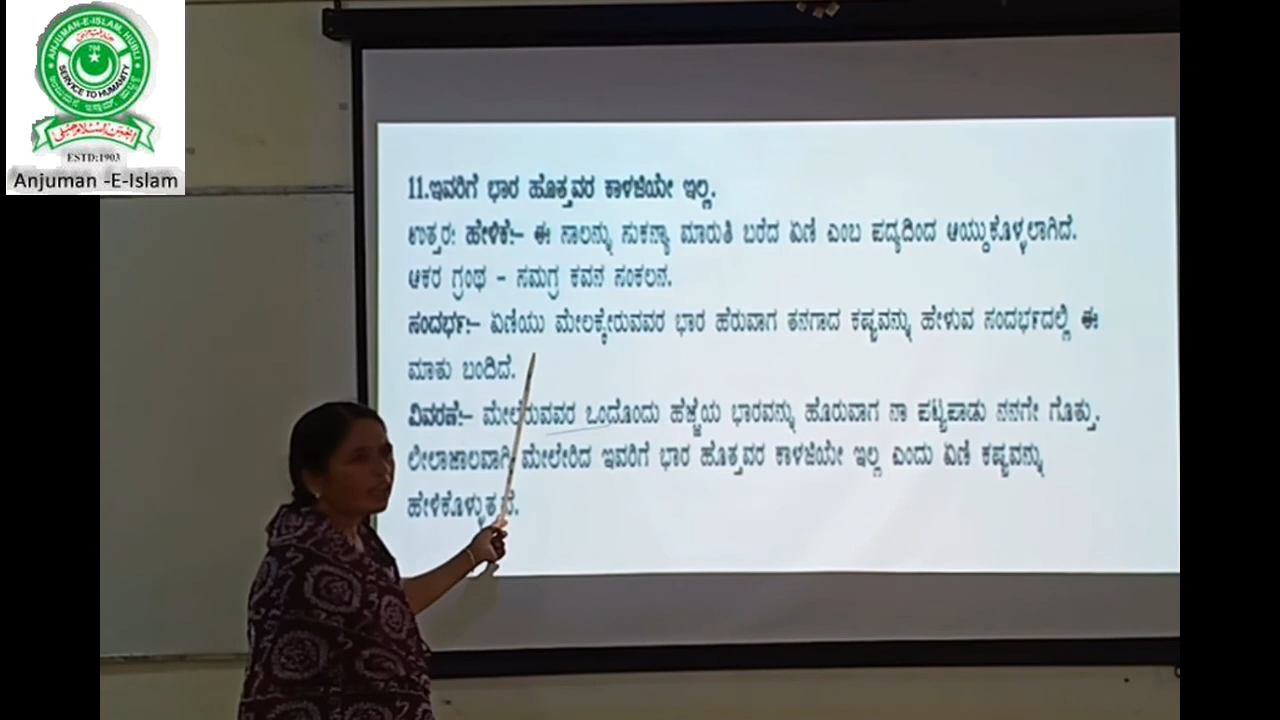 ANJUMAN-E-ISLAM, HUBLI
SERVICE TO HUMANITY
ESTD:1903
Anjuman -E-Islam
11.ಇವರಿಗೆ ಭಾರ ಹೊತ್ತವರ ಕಾಳಜಿಯೇ ಇಲ್ಲ.
ಉತ್ತರ: ಹೇಳಿಕೆ:- ಈ ಸಾಲನ್ನು ಸುಕನ್ಯಾ ಮಾರುತಿ ಬರೆದ ಏಣಿ ಎಂಬ ಪದ್ಯದಿಂದ ಆಯ್ದುಕೊಳ್ಳಲಾಗಿದೆ.
ಆಕರ ಗ್ರಂಥ - ಸಮಗ್ರ ಕವನ ಸಂಕಲನ.
ಸಂದರ್ಭ:- ಏಣಿಯು ಮೇಲಕ್ಕೇರುವವರ ಭಾರ ಹೆರುವಾಗ ತನಗಾದ ಕಷ್ಟವನ್ನು ಹೇಳುವ ಸಂದರ್ಭದಲ್ಲಿ ಈ
ಮಾತು ಬಂದಿದೆ.
ವಿವರಣೆ:- ಮೇಲೆರುವವರ ಒಂದೊಂದು ಹೆಜ್ಜೆಯ ಭಾರವನ್ನು ಹೊರುವಾಗ ನಾ ಪಟ್ಟಪಾಡು ನನಗೇ ಗೊತ್ತು.
ಲೀಲಾಜಾಲವಾಗಿ ಮೇಲೇರಿದ ಇವರಿಗೆ ಭಾರ ಹೊತ್ತವರ ಕಾಳಜಿಯೇ ಇಲ್ಲ ಎಂದು ಏಣಿ ಕಷ್ಟವನ್ನು
ಹೇಳಿಕೊಳ್ಳುತ್ತದೆ.